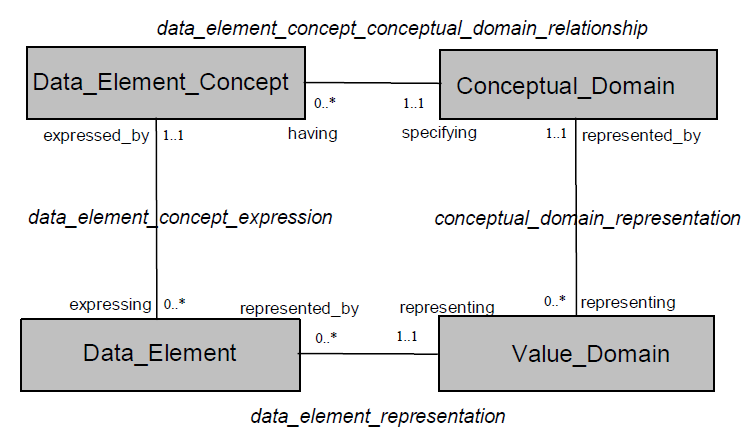 data_element_concept_conceptual_domain_relationship
Data_Element_Concept
Conceptual_Domain
0..*
1..1
expressed_by
1..1
having
specifying
1..1
represented_by
data_element_concept_expression
conceptual_domain_representation
expressing
0..*
represented_by
representing
0..*
representing
0..*
1..1
Data_Element
Value_Domain
data_element_representation